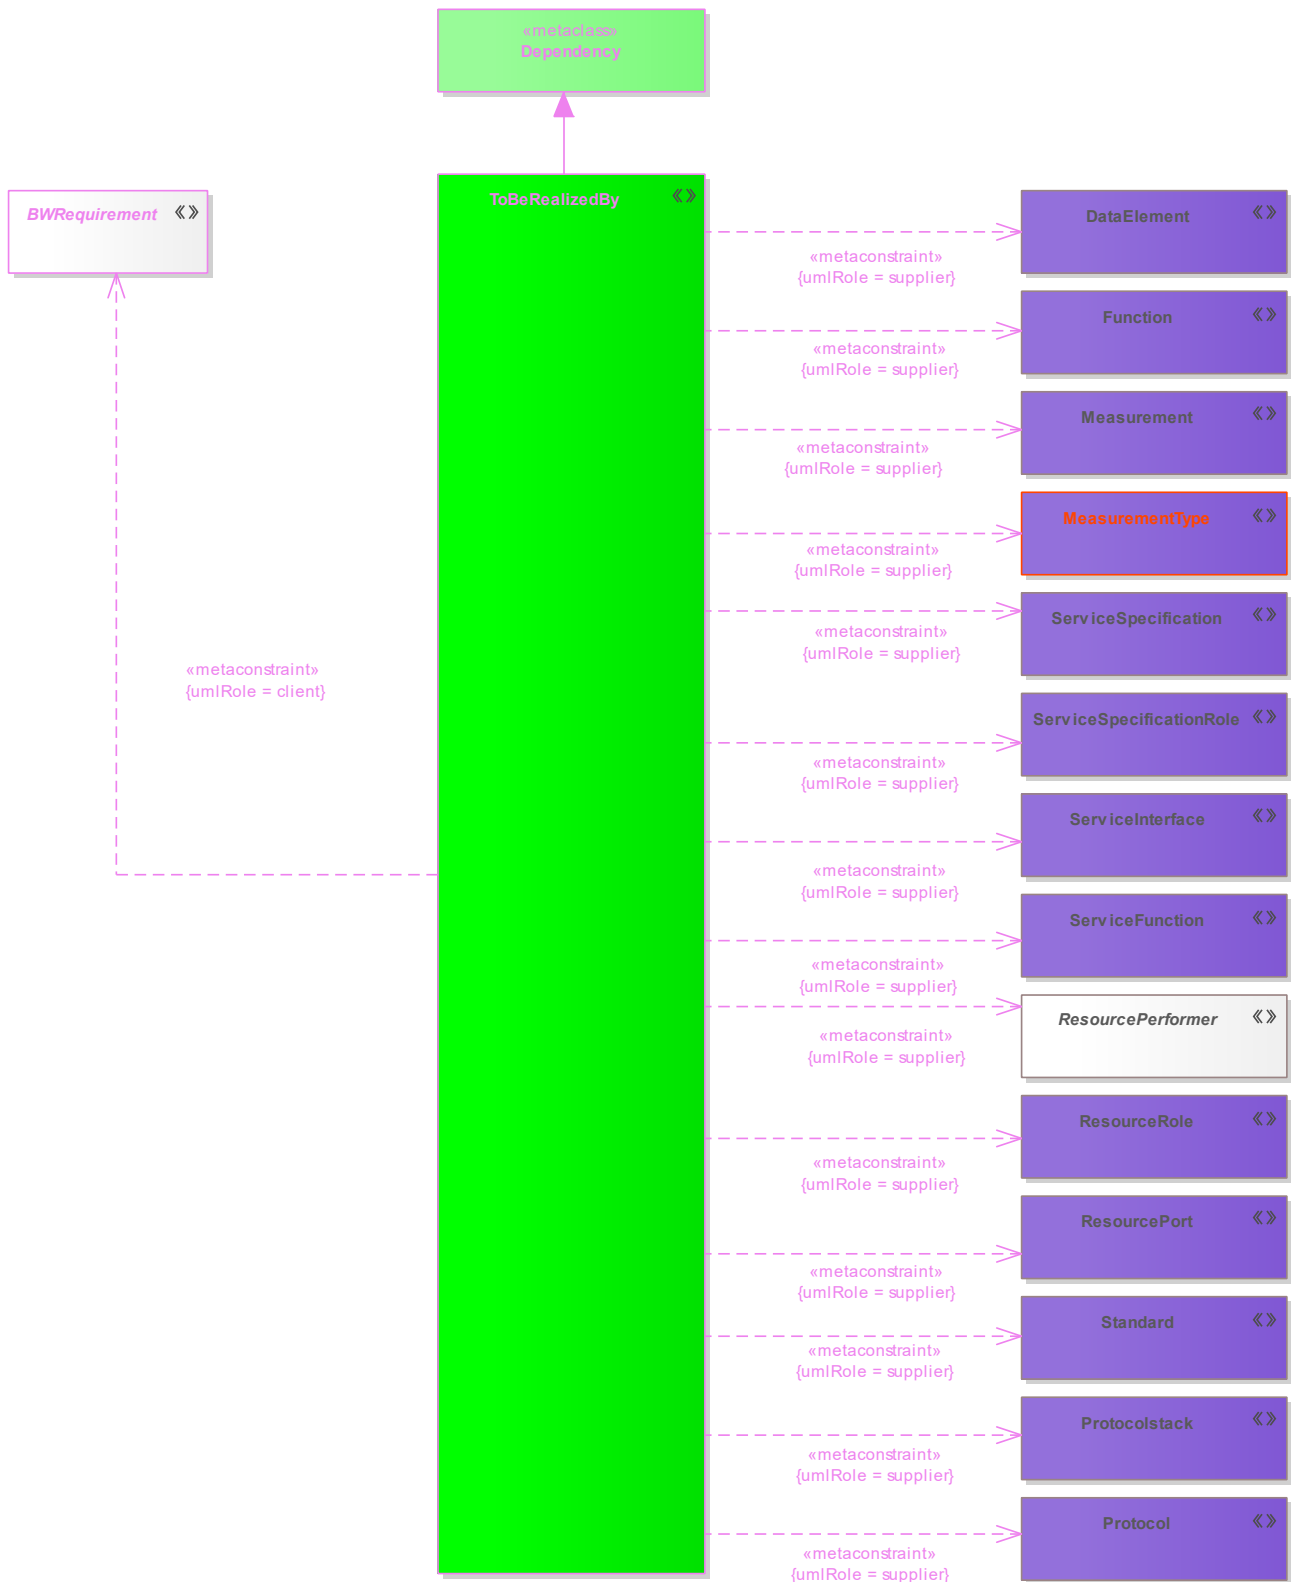 «metaclass»
Dependency
ToBeRealizedBy
BWRequirement
«metaconstraint»
{umlRole = client}
DataElement
«metaconstraint»
{umlRole = supplier}
Function
«metaconstraint»
{umlRole = supplier}
Measurement
«metaconstraint»
{umlRole = supplier}
MeasurementType
«metaconstraint»
{umlRole = supplier}
ServiceSpecification
«metaconstraint»
{umlRole = supplier}
ServiceSpecificationRole
«metaconstraint»
{umlRole = supplier}
ServiceInterface
«metaconstraint»
{umlRole = supplier}
ServiceFunction
«metaconstraint»
{umlRole = supplier}
ResourcePerformer
«metaconstraint»
{umlRole = supplier}
ResourceRole
«metaconstraint»
{umlRole = supplier}
ResourcePort
«metaconstraint»
{umlRole = supplier}
Standard
«metaconstraint»
{umlRole = supplier}
Protocolstack
«metaconstraint»
{umlRole = supplier}
Protocol
«metaconstraint»
{umlRole = supplier}